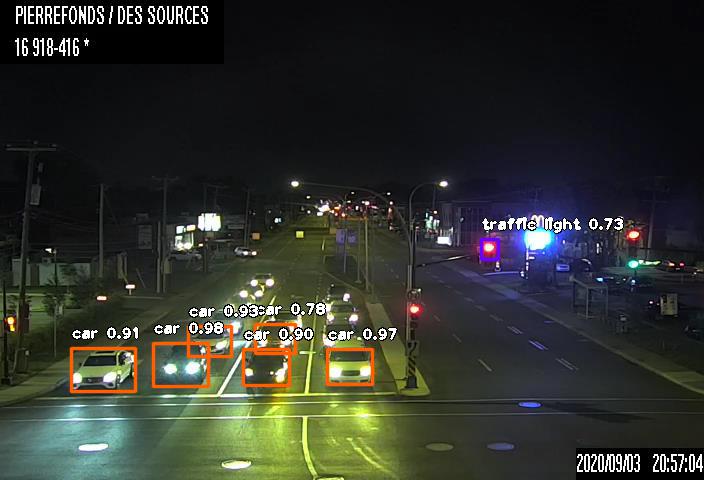 PIERREFONDS / DES SOURCES
16 918-416 *
traffic light 0.73
car 0.93
car 0.78
car 0.91
car 0.98
car 0.90
car 0.97
2020/09/03 20:57:04